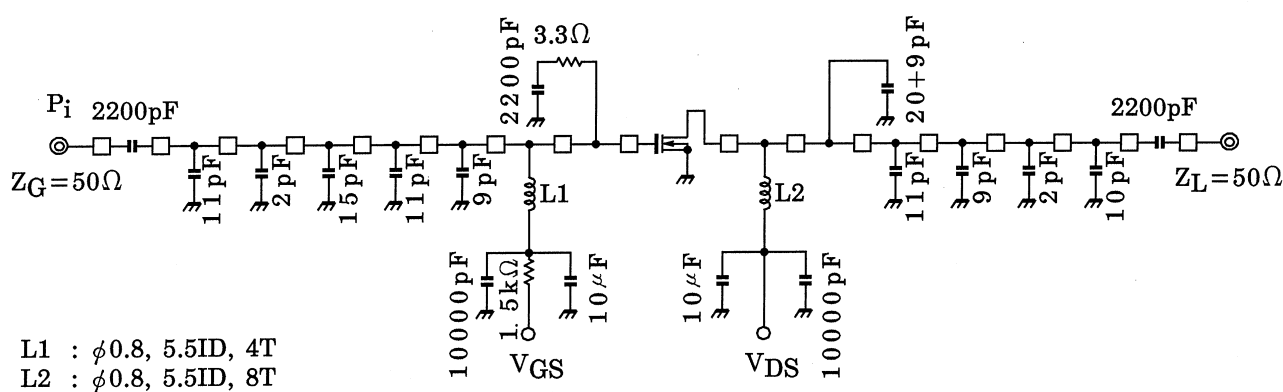 Pi
2200pF
ZG=50Ω
11pF
2pF
15pF
11pF
9pF
2200pF
3.3Ω
L1
10000pF
1.5kΩ
10μF
VGS
L2
10μF
10000pF
VDS
20+9pF
11pF
9pF
2pF
10pF
2200pF
ZL=50Ω
L1 : ϕ0.8, 5.5ID, 4T
L2 : ϕ0.8, 5.5ID, 8T